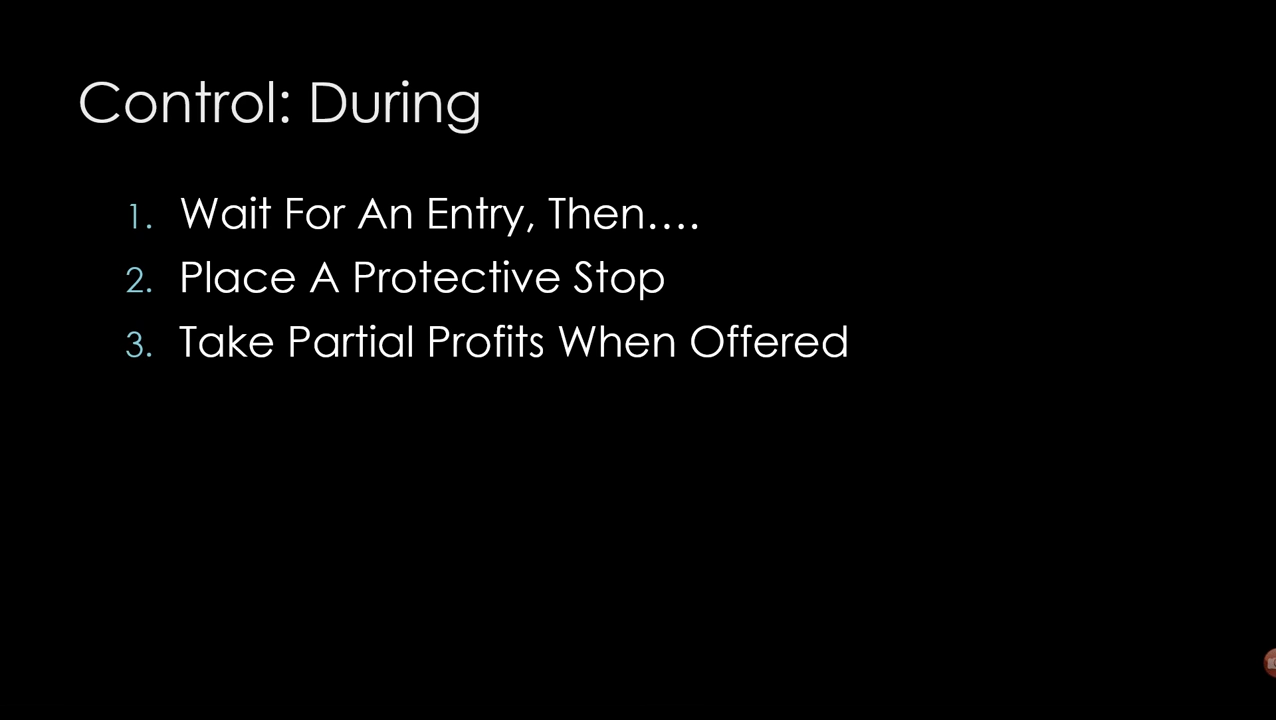 Control: During
1. Wait For An Entry, Then….
2. Place A Protective Stop
3. Take Partial Profits When Offered